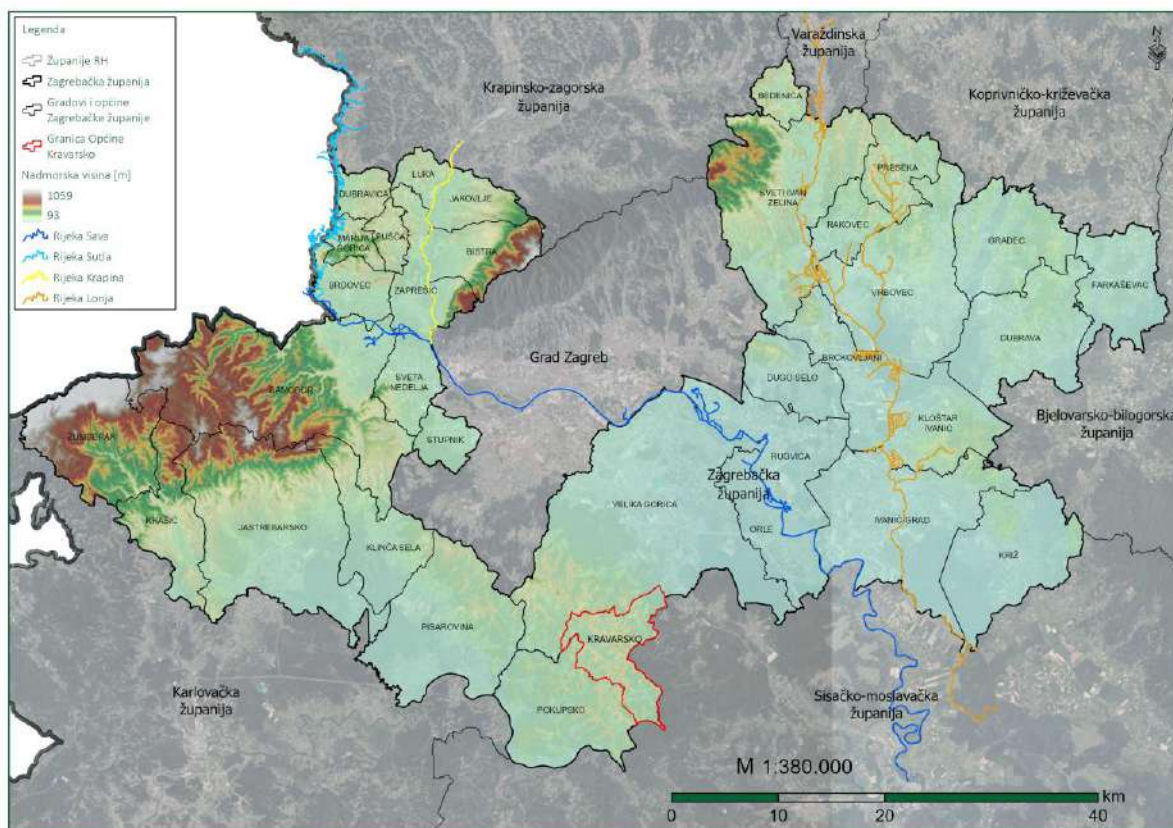 Legenda
Županije RH
Zagrebačka županija
Gradovi i općine
Zagrebačke županije
Granica Općine
Kravarsko
Nadmorska visina [m]
1059
93
Rijeka Sava
Rijeka Sutla
Rijeka Krapina
Rijeka Lonja
N
Varaždinska
županija
Krapinsko-zagorska
županija
Koprivničko-križevačka
županija
BEDENICA
LUKA
DUBRAVICA
JAKOVLJE
MARIJA
GORICA
PUŠĆA
BISTRA
BRDOVEC
ZAPREŠIĆ
SVETI IVAN
ZELINA
PRESEKA
RAKOVEC
GRADEC
FARKAŠEVAC
VRBOVEC
DUBRAVA
Grad Zagreb
BRCKOVLJANI
DUGO SELO
SAMOBOR
SVETA
NEDELJA
STUPNIK
KLOŠTAR
IVANIĆ
Bjelovarsko-bilogorska
županija
ŽUMBERAK
RUGVICA
Zagrebačka
županija
VELIKA GORICA
KRAŠIĆ
JASTREBARSKO
KLINČA SELA
ORLE
IVANIĆ-GRAD
KRIŽ
PISAROVINA
KRAVARSKO
POKUPSKO
Karlovačka
županija
Sisačko-moslavačka
županija
M 1:380.000
km
0
10
20
40